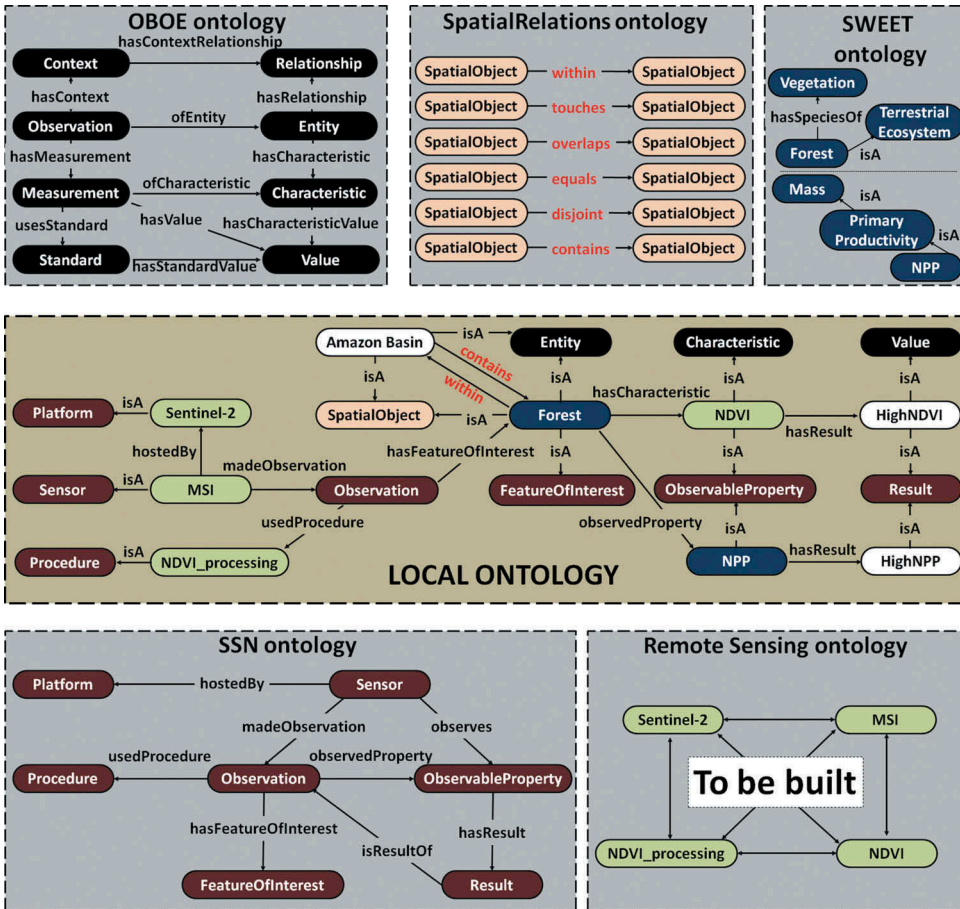 OBOE ontology
hasContextRelationship
Context
Relationship
hasContext
hasRelationship
Observation
ofEntity
Entity
hasMeasurement
hasCharacteristic
Measurement
ofCharacteristic
Characteristic
usesStandard
hasValue
hasCharacteristicValue
Standard
hasStandardValue
Value
SpatialRelations ontology
SpatialObject within SpatialObject
SpatialObject touches SpatialObject
SpatialObject overlaps SpatialObject
SpatialObject equals SpatialObject
SpatialObject disjoint SpatialObject
SpatialObject contains SpatialObject
SWEET
ontology
Vegetation
hasSpeciesOf
Terrestrial
Ecosystem
Forest
isA
Mass
isA
Primary
Productivity
isA
NPP
Amazon Basin
isA
Entity
Characteristic
Value
contains
within
isA
isA
isA
isA
hasCharacteristic
Platform
isA
Sentinel-2
SpatialObject
isA
Forest
NDVI
HighNDVI
hasResult
hostedBy
madeObservation
hasFeatureOfInterest
isA
isA
isA
Sensor
isA
MSI
Observation
FeatureOfInterest
ObservableProperty
Result
usedProcedure
observedProperty
isA
isA
Procedure
isA
NDVI_processing
NPP
hasResult
HighNPP
LOCAL ONTOLOGY
SSN ontology
Platform
hostedBy
Sensor
madeObservation
observes
usedProcedure
observedProperty
Procedure
Observation
ObservableProperty
hasFeatureOfInterest
hasResult
isResultOf
FeatureOfInterest
Result
Remote Sensing ontology
Sentinel-2
MSI
To be built
NDVI_processing
NDVI